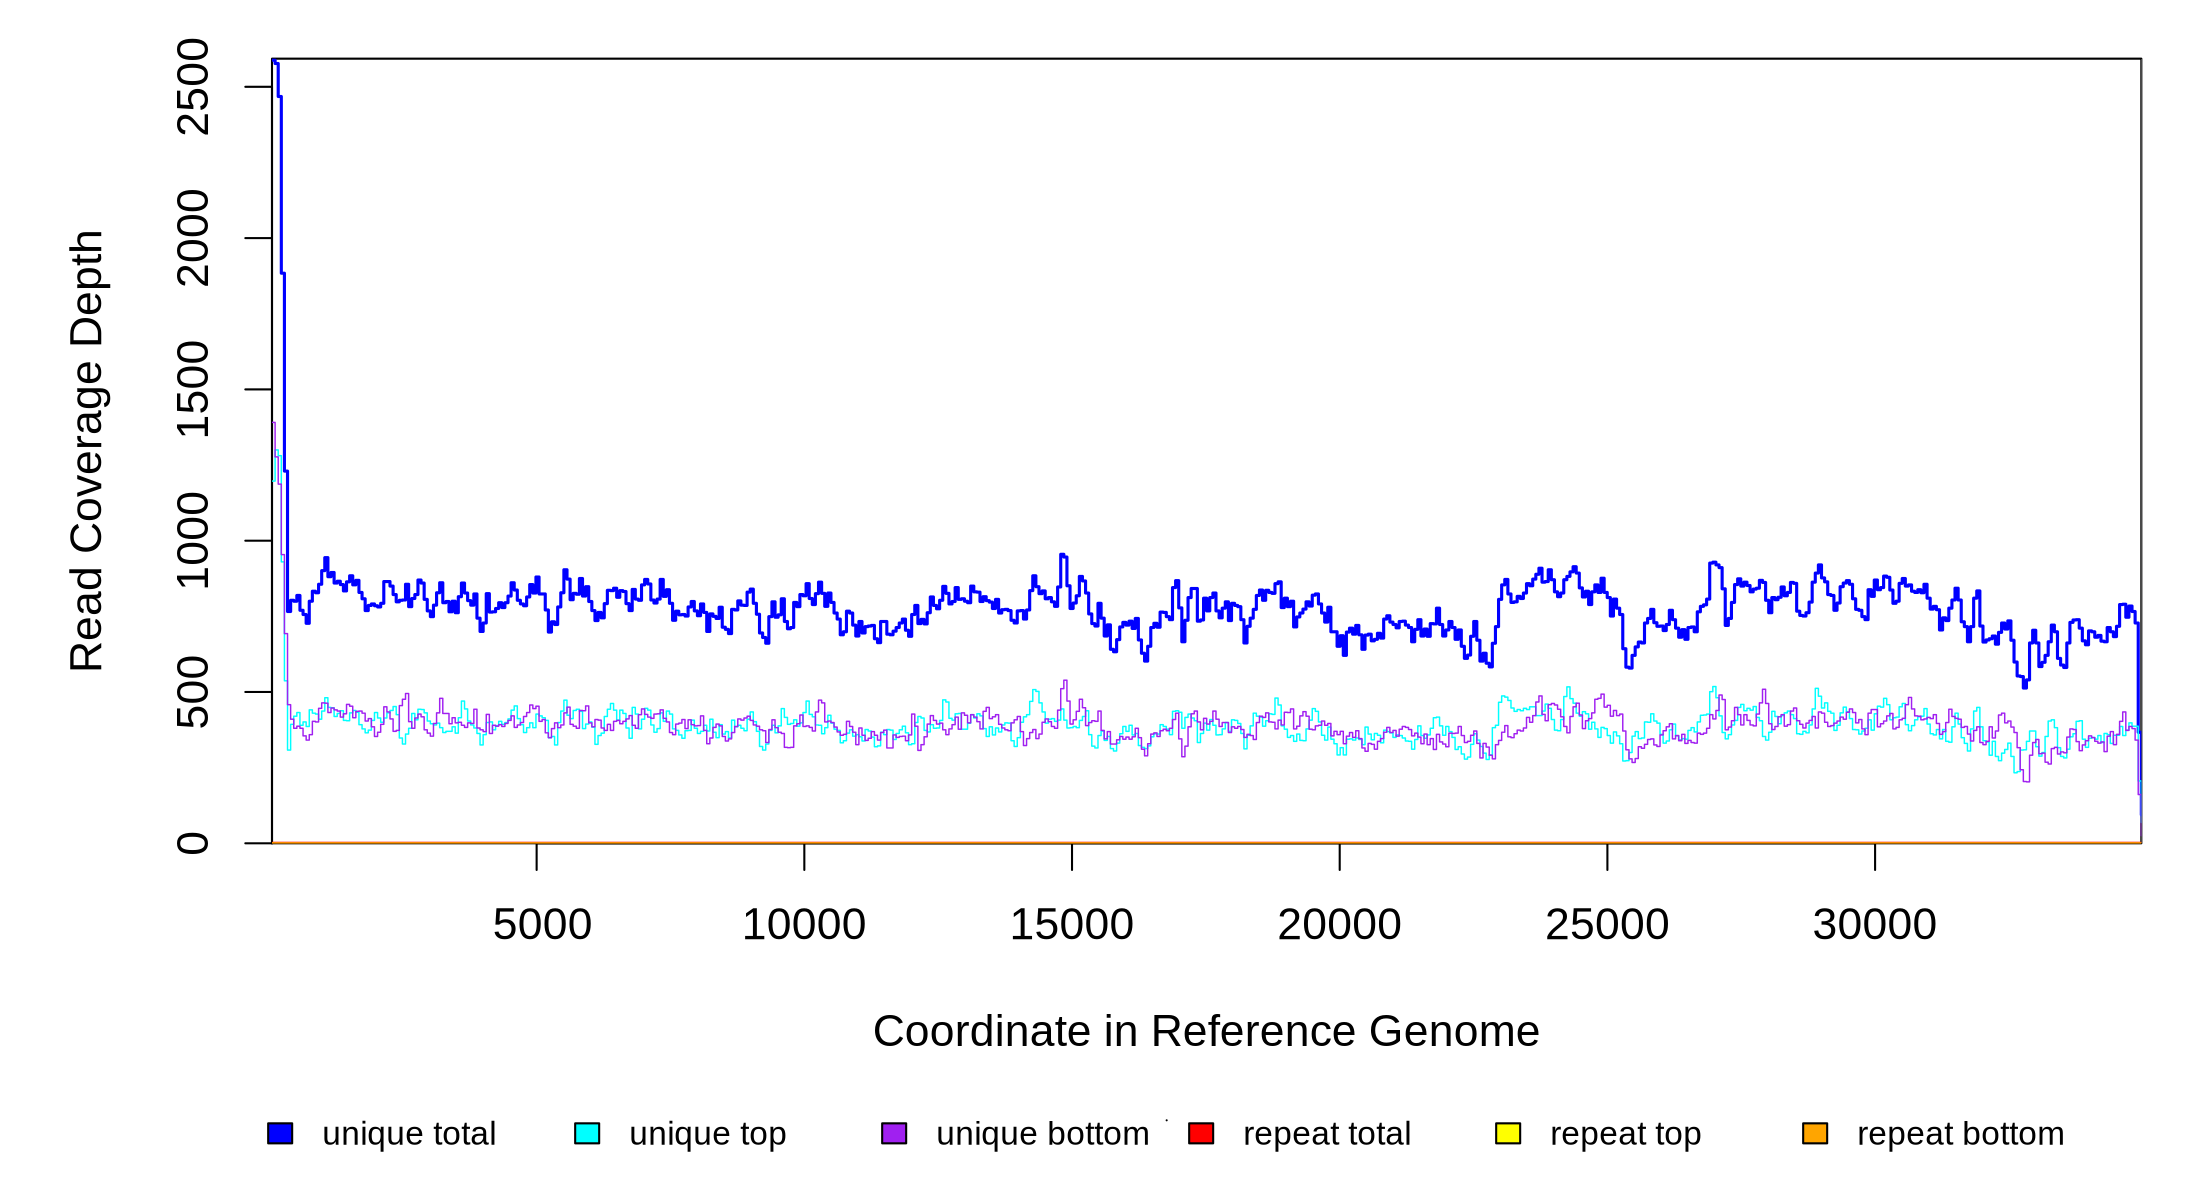 2500
2000
1500
1000
500
0
Read Coverage Depth
5000 10000 15000 20000 25000 30000
Coordinate in Reference Genome
unique total unique top unique bottom repeat total repeat top repeat bottom